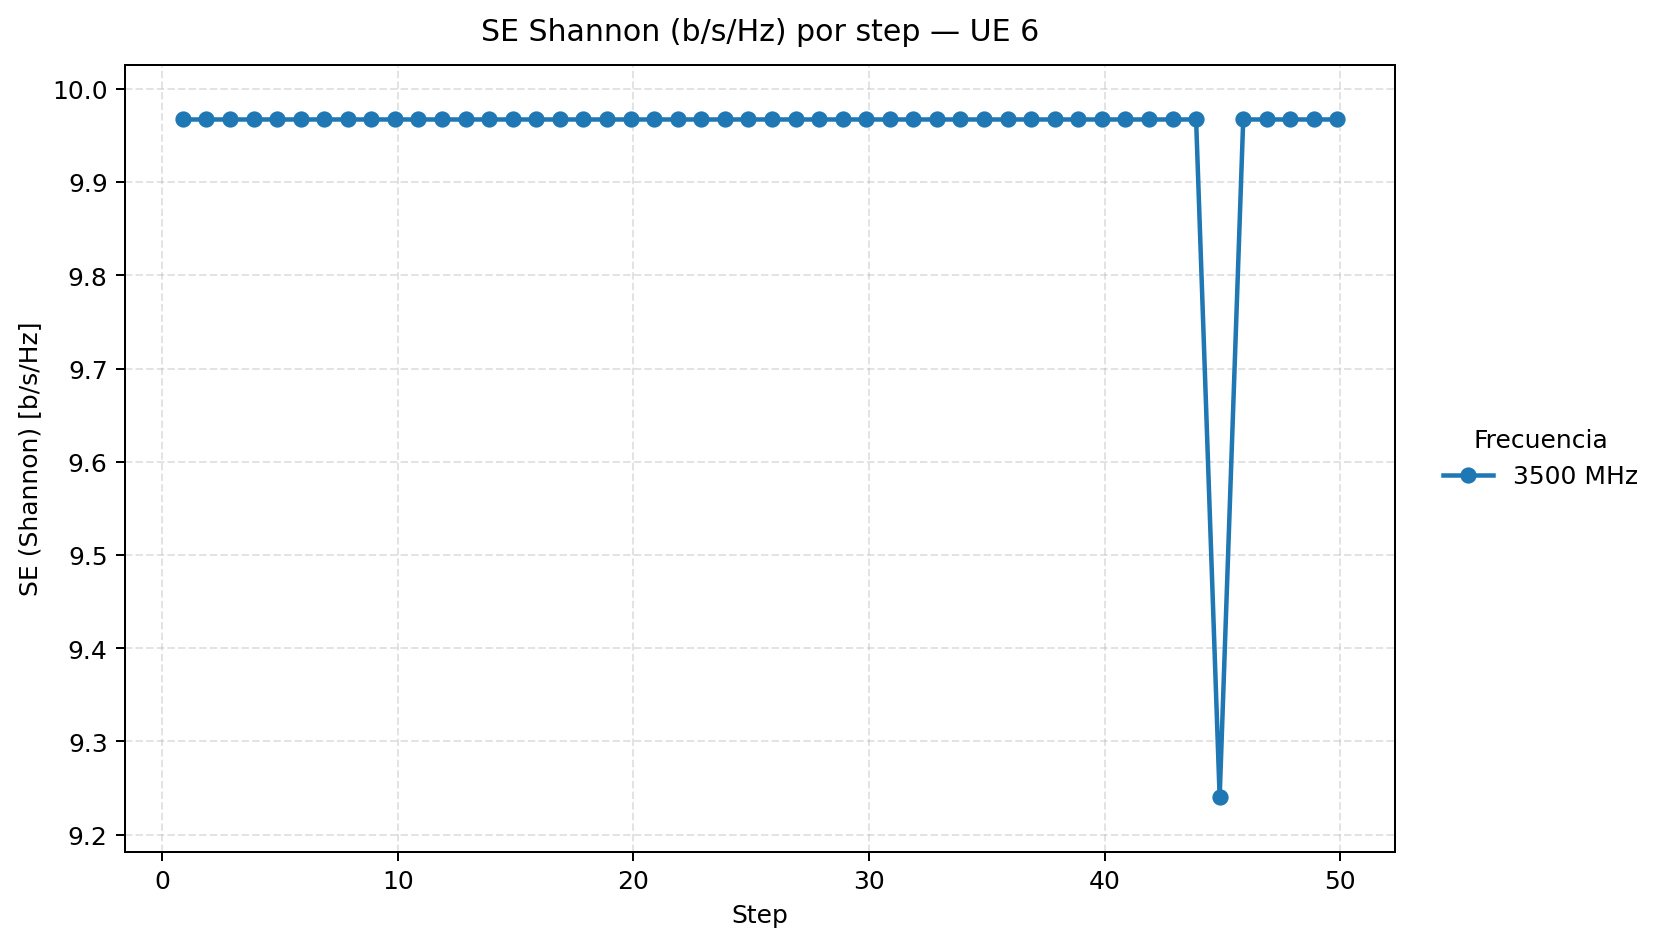 SE Shannon (b/s/Hz) por step — UE 6
SE (Shannon) [b/s/Hz]
10.0
9.9
9.8
9.7
9.6
9.5
9.4
9.3
9.2
0 10 20 30 40 50
Step
Frecuencia
3500 MHz